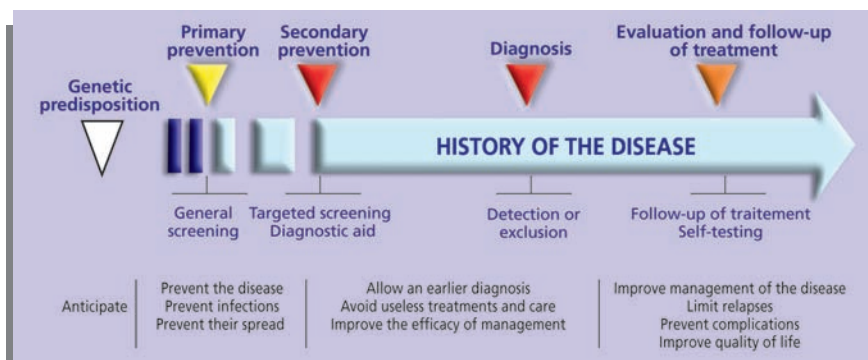 Genetic
predisposition
Primary
prevention
Secondary
prevention
Diagnosis
Evaluation and follow-up
of treatment
HISTORY OF THE DISEASE
General
screening
Targeted screening
Diagnostic aid
Detection or
exclusion
Follow-up of traitement
Self-testing
Anticipate
Prevent the disease
Prevent infections
Prevent their spread
Allow an earlier diagnosis
Avoid useless treatments and care
Improve the efficacy of management
Improve management of the disease
Limit relapses
Prevent complications
Improve quality of life